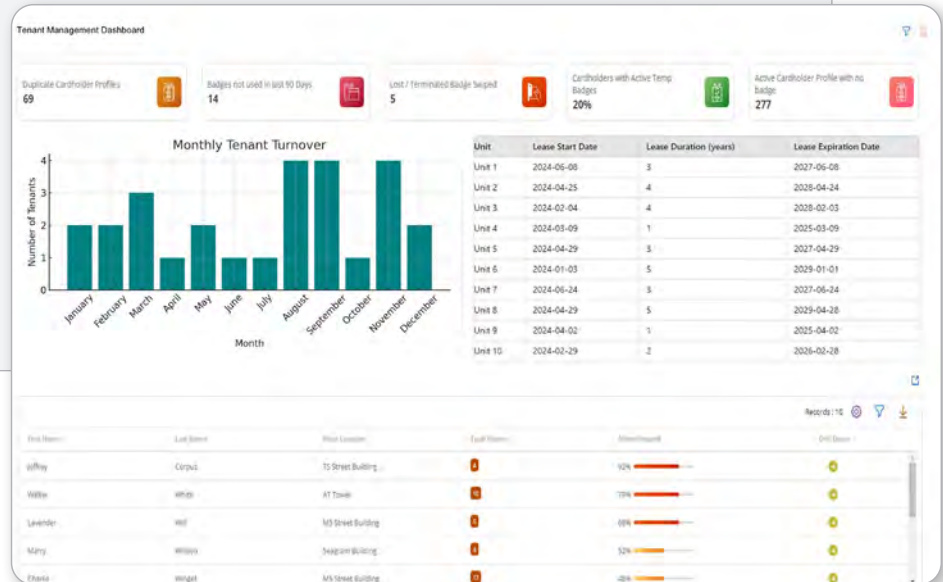 Tenant Management Dashboard
Duplicate Cardholder Profiles
69
Badges not used in last 90 Days
14
Lost / Terminated Badge Swiped
5
Cardholders with Active Temp
Badges
20%
Active Cardholder Profile with no
badge
277
Monthly Tenant Turnover
Number of Tenants
4
3
2
1
0
January
February
March
April
May
June
July
August
September
October
November
December
Month
Unit Lease Start Date Lease Duration (years) Lease Expiration Date
Unit 1 2024-06-08 3 2027-06-08
Unit 2 2024-04-25 4 2028-04-24
Unit 3 2024-02-04 4 2028-02-03
Unit 4 2024-03-09 1 2025-03-09
Unit 5 2024-04-29 3 2027-04-29
Unit 6 2024-01-03 5 2029-01-01
Unit 7 2024-06-24 3 2027-06-24
Unit 8 2024-04-29 5 2029-04-28
Unit 9 2024-04-02 1 2025-04-02
Unit 10 2024-02-29 2 2026-02-28
Records : 10
First Name Last Name
Jeffrey Corpus TS Street Building 92%
Walter White AT Tower
Lavender MS Street Building
Marry Seagram Building 52%
Winget MS Street Building